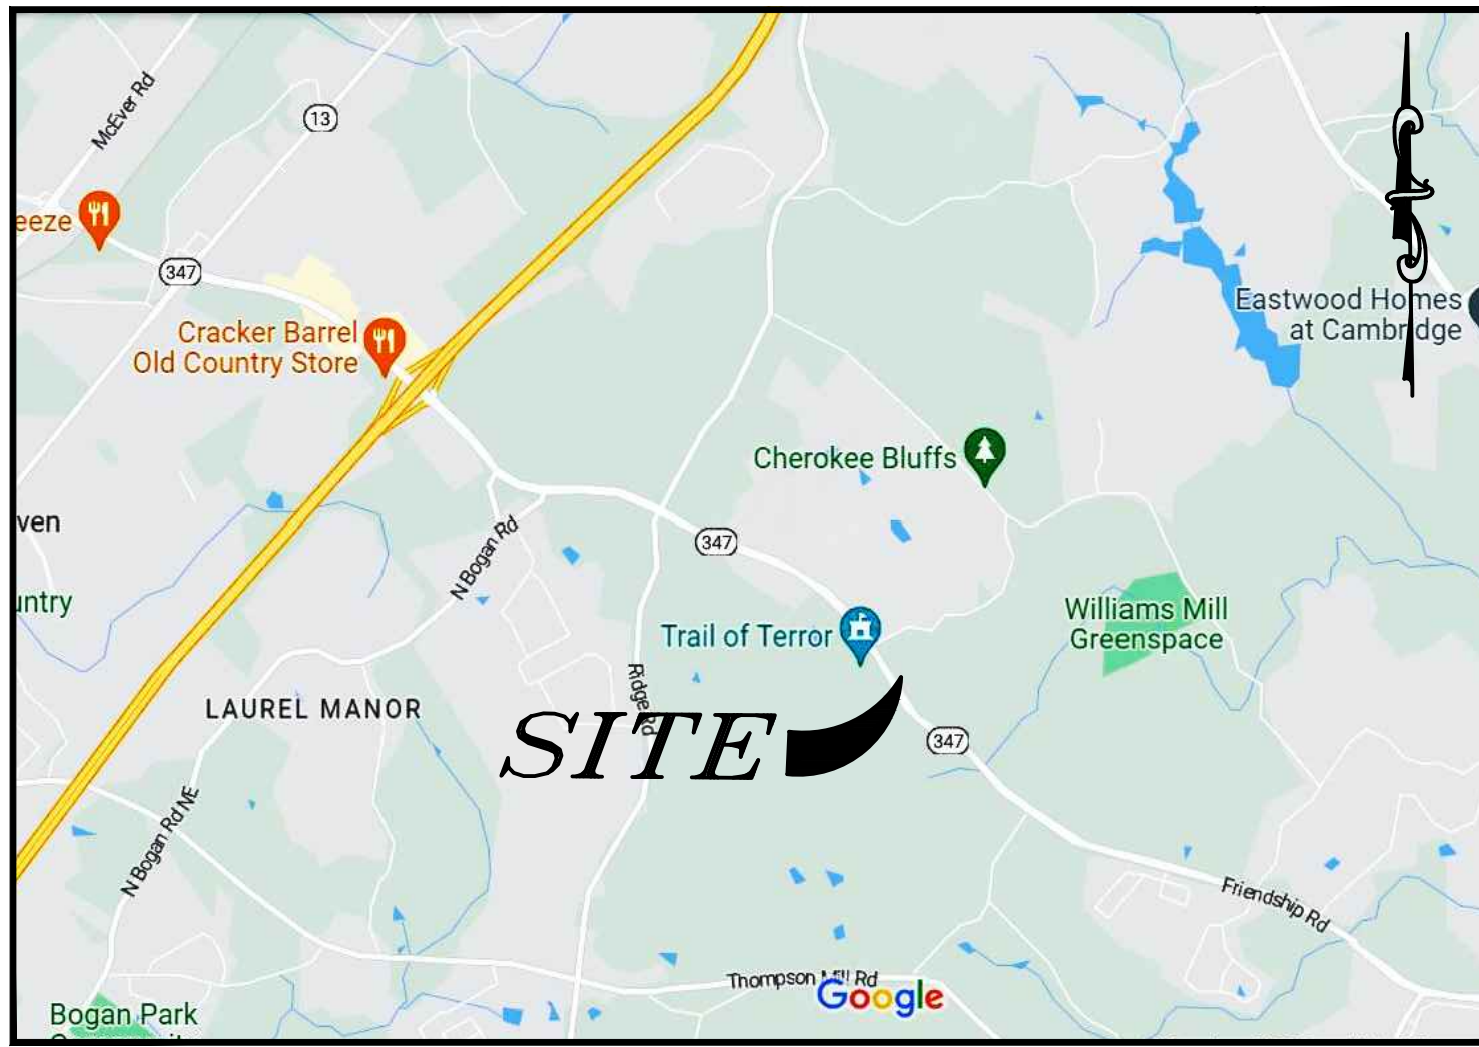 McEver Rd
13
eeze
347
Cracker Barrel
Old Country Store
Eastwood Homes
at Cambridge
Cherokee Bluffs
ven
N Bogan Rd
347
untry
Williams Mill
Greenspace
Trail of Terror
Ridge Rd
LAUREL MANOR
SITE
347
N Bogan Rd NE
Friendship Rd
Thompson Mill Rd
Google
Bogan Park